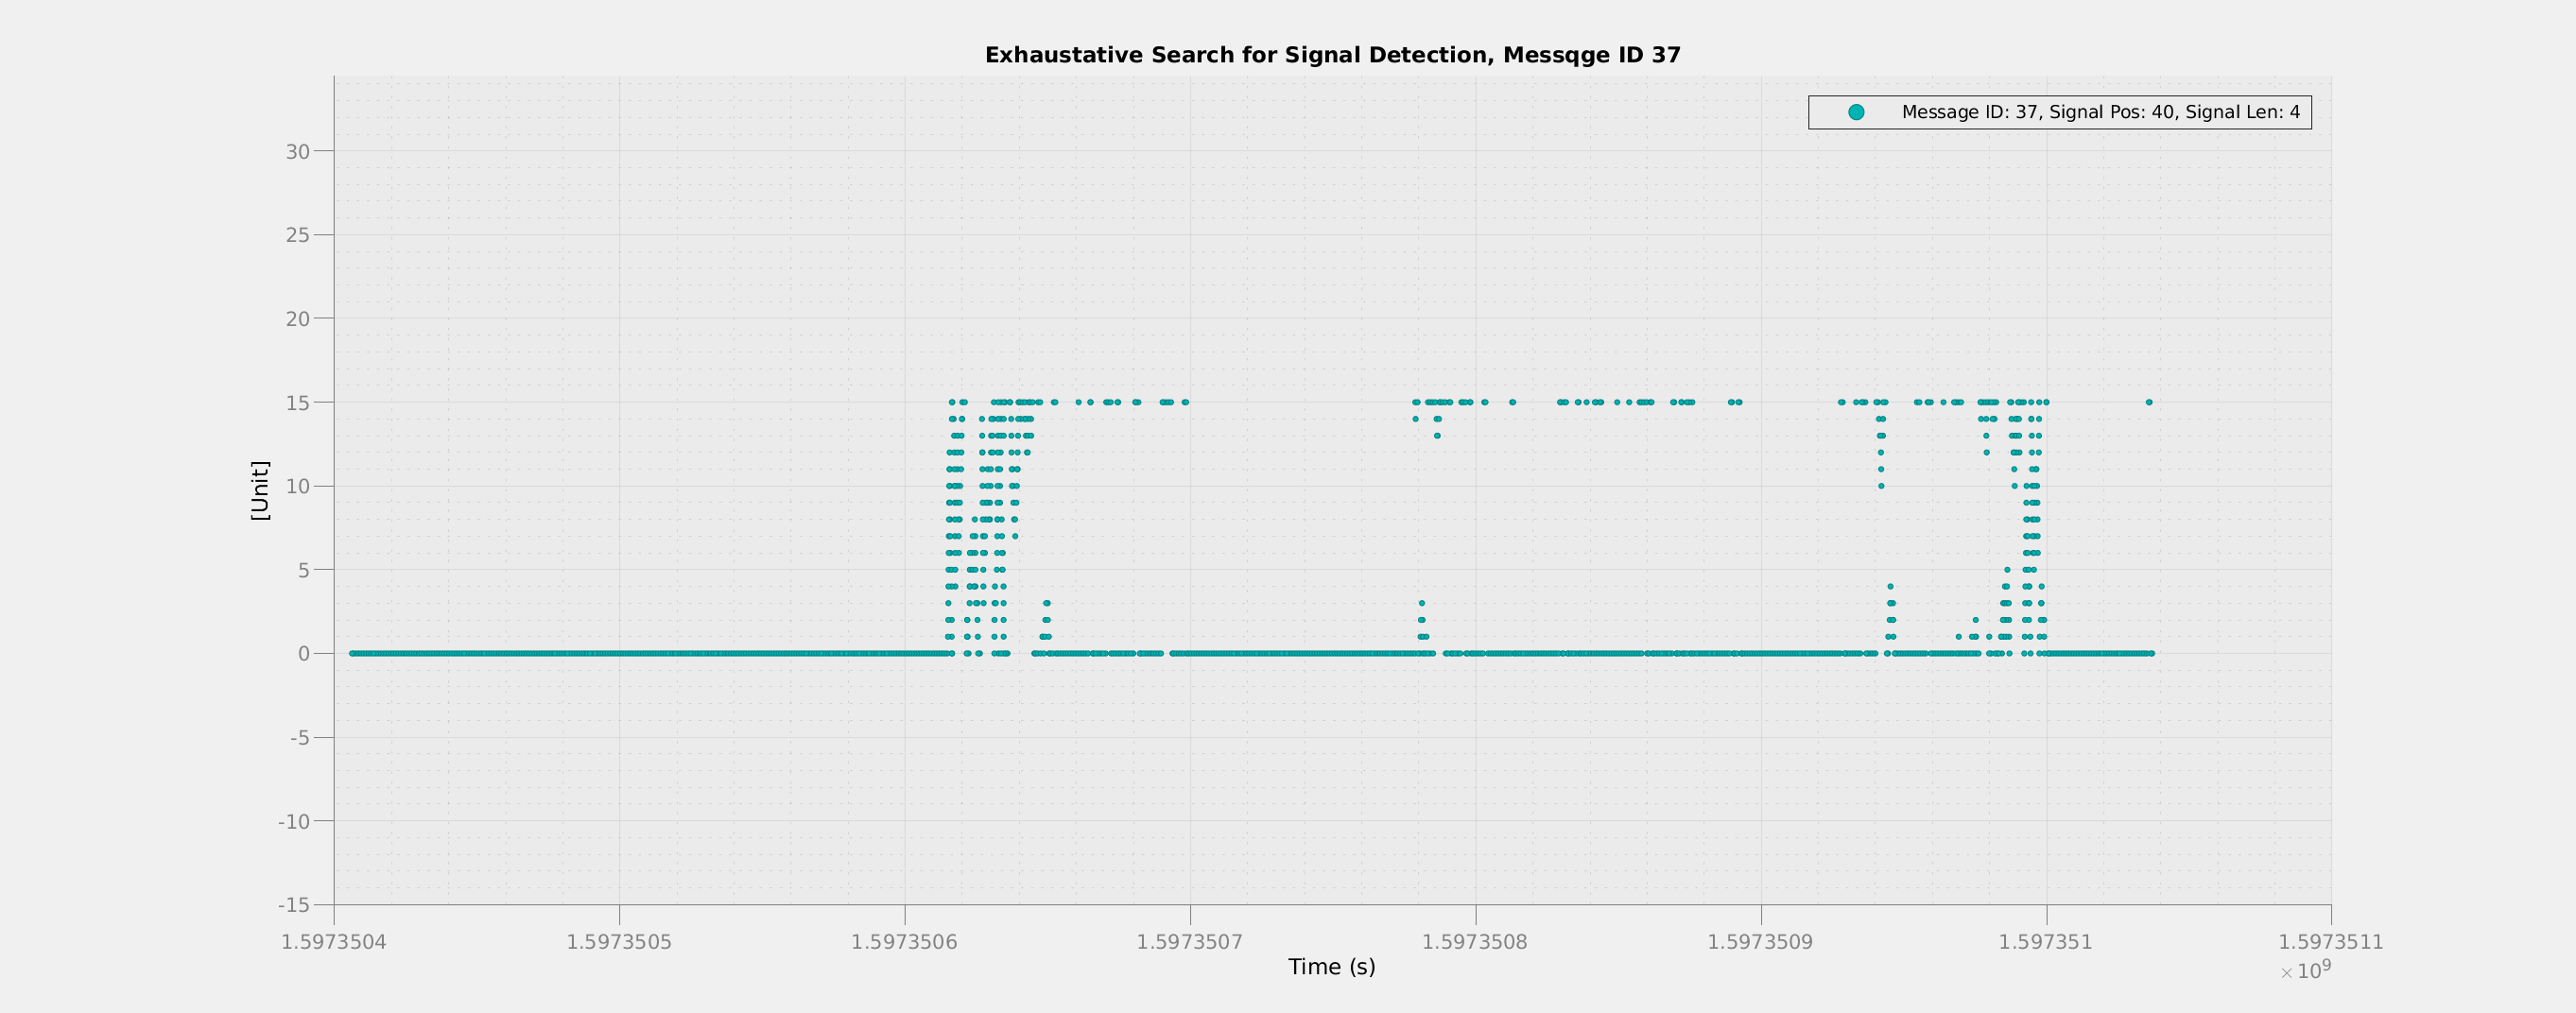 Exhaustative Search for Signal Detection, Messqge ID 37
Message ID: 37, Signal Pos: 40, Signal Len: 4
30
25
20
15
10
5
0
-5
-10
-15
[Unit]
1.5973504 1.5973505 1.5973506 1.5973507 1.5973508 1.5973509 1.597351 1.5973511
Time (s)
×10⁹